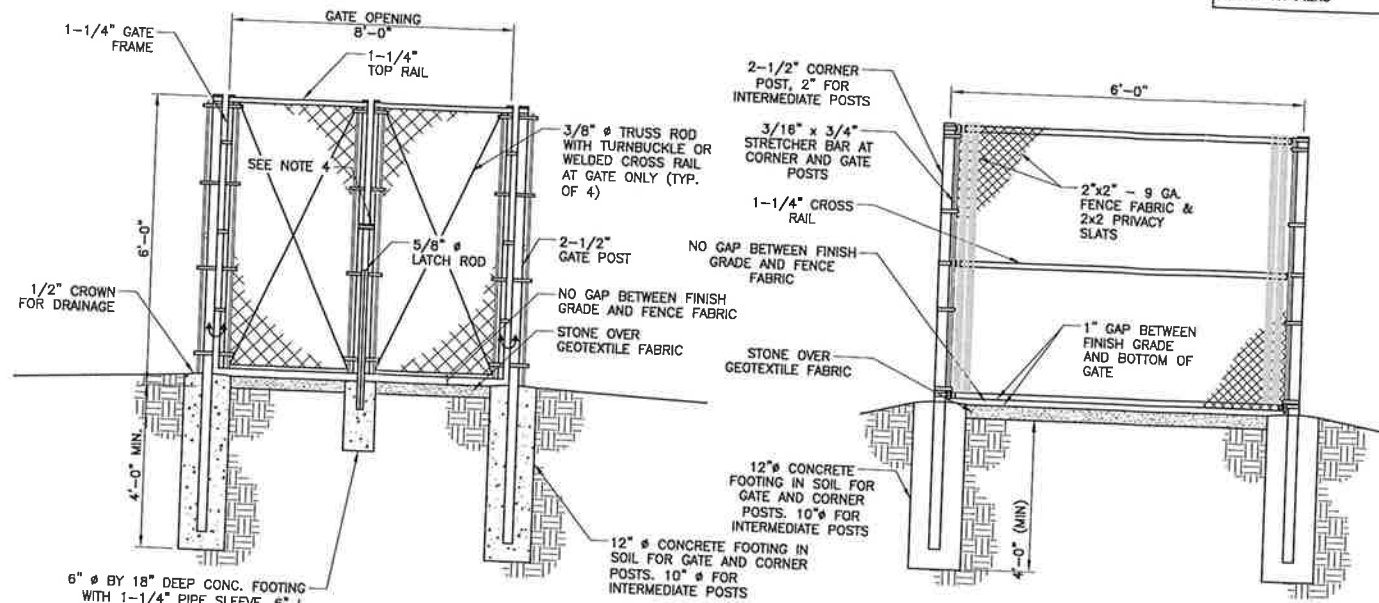 GATE OPENING
8'-0"
1-1/4" GATE
FRAME
1-1/4"
TOP RAIL
SEE NOTE 4
3/8" ø TRUSS ROD
WITH TURNBUCKLE OR
WELDED CROSS RAIL
AT GATE ONLY (TYP.
OF 4)
6'-0"
5/8" ø
LATCH ROD
2-1/2"
GATE POST
1/2" CROWN
FOR DRAINAGE
NO GAP BETWEEN FINISH
GRADE AND FENCE FABRIC
STONE OVER
GEOTEXTILE FABRIC
4'-0" MIN.
6" ø BY 18" DEEP CONC. FOOTING
WITH 1-1/4" PIPE SLEEVE, 6"
12" ø CONCRETE FOOTING IN
SOIL FOR GATE AND CORNER
POSTS. 10" ø FOR
INTERMEDIATE POSTS
2-1/2" CORNER
POST, 2" FOR
INTERMEDIATE POSTS
6'-0"
3/16" x 3/4"
STRETCHER BAR AT
CORNER AND GATE
POSTS
2"x2" - 9 GA.
FENCE FABRIC &
2x2 PRIVACY
SLATS
1-1/4" CROSS
RAIL
NO GAP BETWEEN FINISH
GRADE AND FENCE
FABRIC
1" GAP BETWEEN
FINISH GRADE
AND BOTTOM OF
GATE
STONE OVER
GEOTEXTILE FABRIC
12"ø CONCRETE
FOOTING IN SOIL FOR
GATE AND CORNER
POSTS. 10"ø FOR
INTERMEDIATE POSTS
4'-0" (MIN)